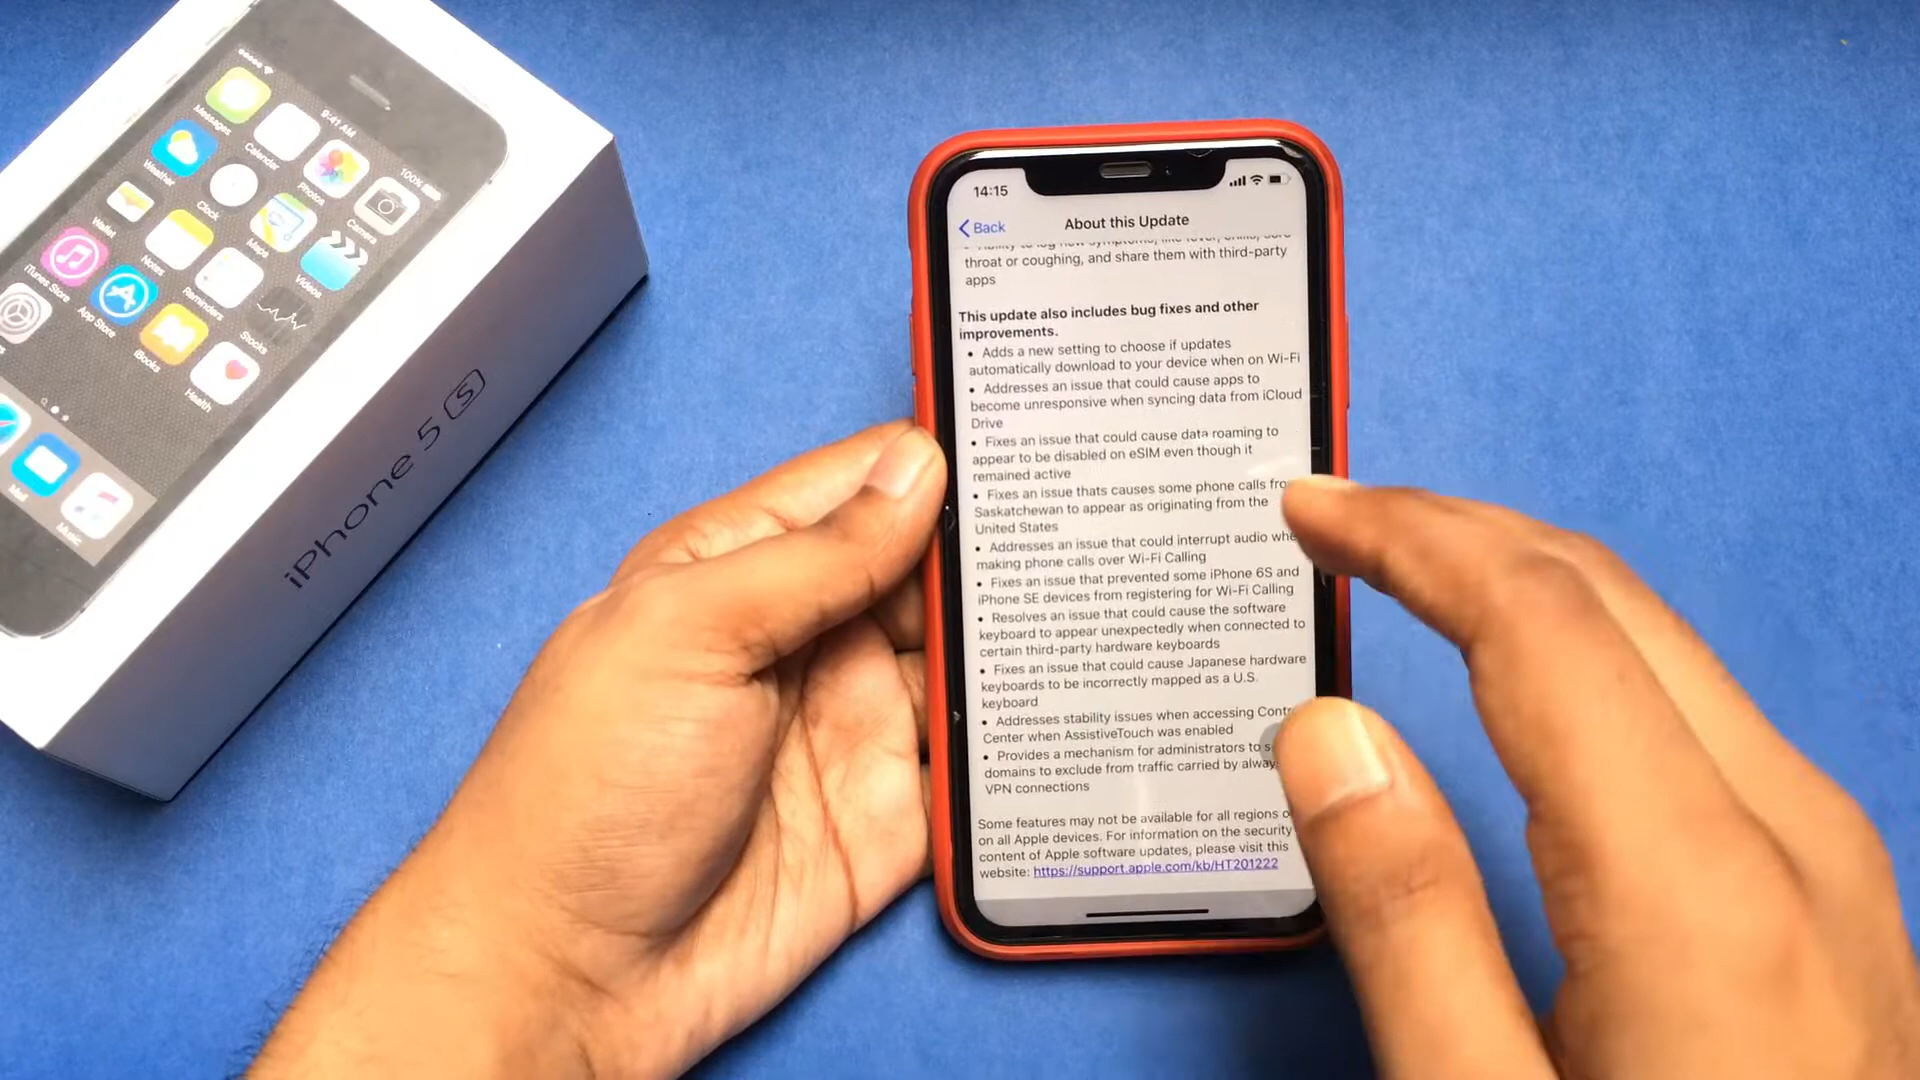 9:41 AM
100%
Messages
Calendar
Photos
Camera
Weather
Clock
Maps
Videos
Wallet
Notes
Reminders
Stocks
iTunes Store
App Store
iBooks
Health
Mail
Music
iPhone 5 S
14:15
Back
About this Update
throat or coughing, and share them with third-party
apps
This update also includes bug fixes and other
improvements.
• Adds a new setting to choose if updates
automatically download to your device when on Wi-Fi
• Addresses an issue that could cause apps to
become unresponsive when syncing data from iCloud
Drive
• Fixes an issue that could cause data roaming to
appear to be disabled on eSIM even though it
remained active
• Fixes an issue thats causes some phone calls fro
Saskatchewan to appear as originating from the
United States
• Addresses an issue that could interrupt audio whe
making phone calls over Wi-Fi Calling
• Fixes an issue that prevented some iPhone 6S and
iPhone SE devices from registering for Wi-Fi Calling
• Resolves an issue that could cause the software
keyboard to appear unexpectedly when connected to
certain third-party hardware keyboards
• Fixes an issue that could cause Japanese hardware
keyboards to be incorrectly mapped as a U.S.
keyboard
• Addresses stability issues when accessing Contr
Center when AssistiveTouch was enabled
• Provides a mechanism for administrators to s
domains to exclude from traffic carried by alway
VPN connections
Some features may not be available for all regions o
on all Apple devices. For information on the security
content of Apple software updates, please visit this
website: https://support.apple.com/kb/HT201222